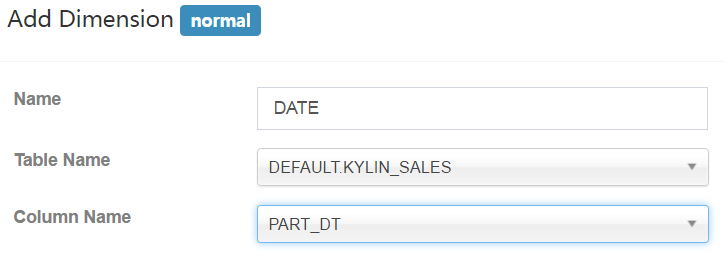 Add Dimension normal
Name DATE
Table Name DEFAULT.KYLIN_SALES
Column Name PART_DT